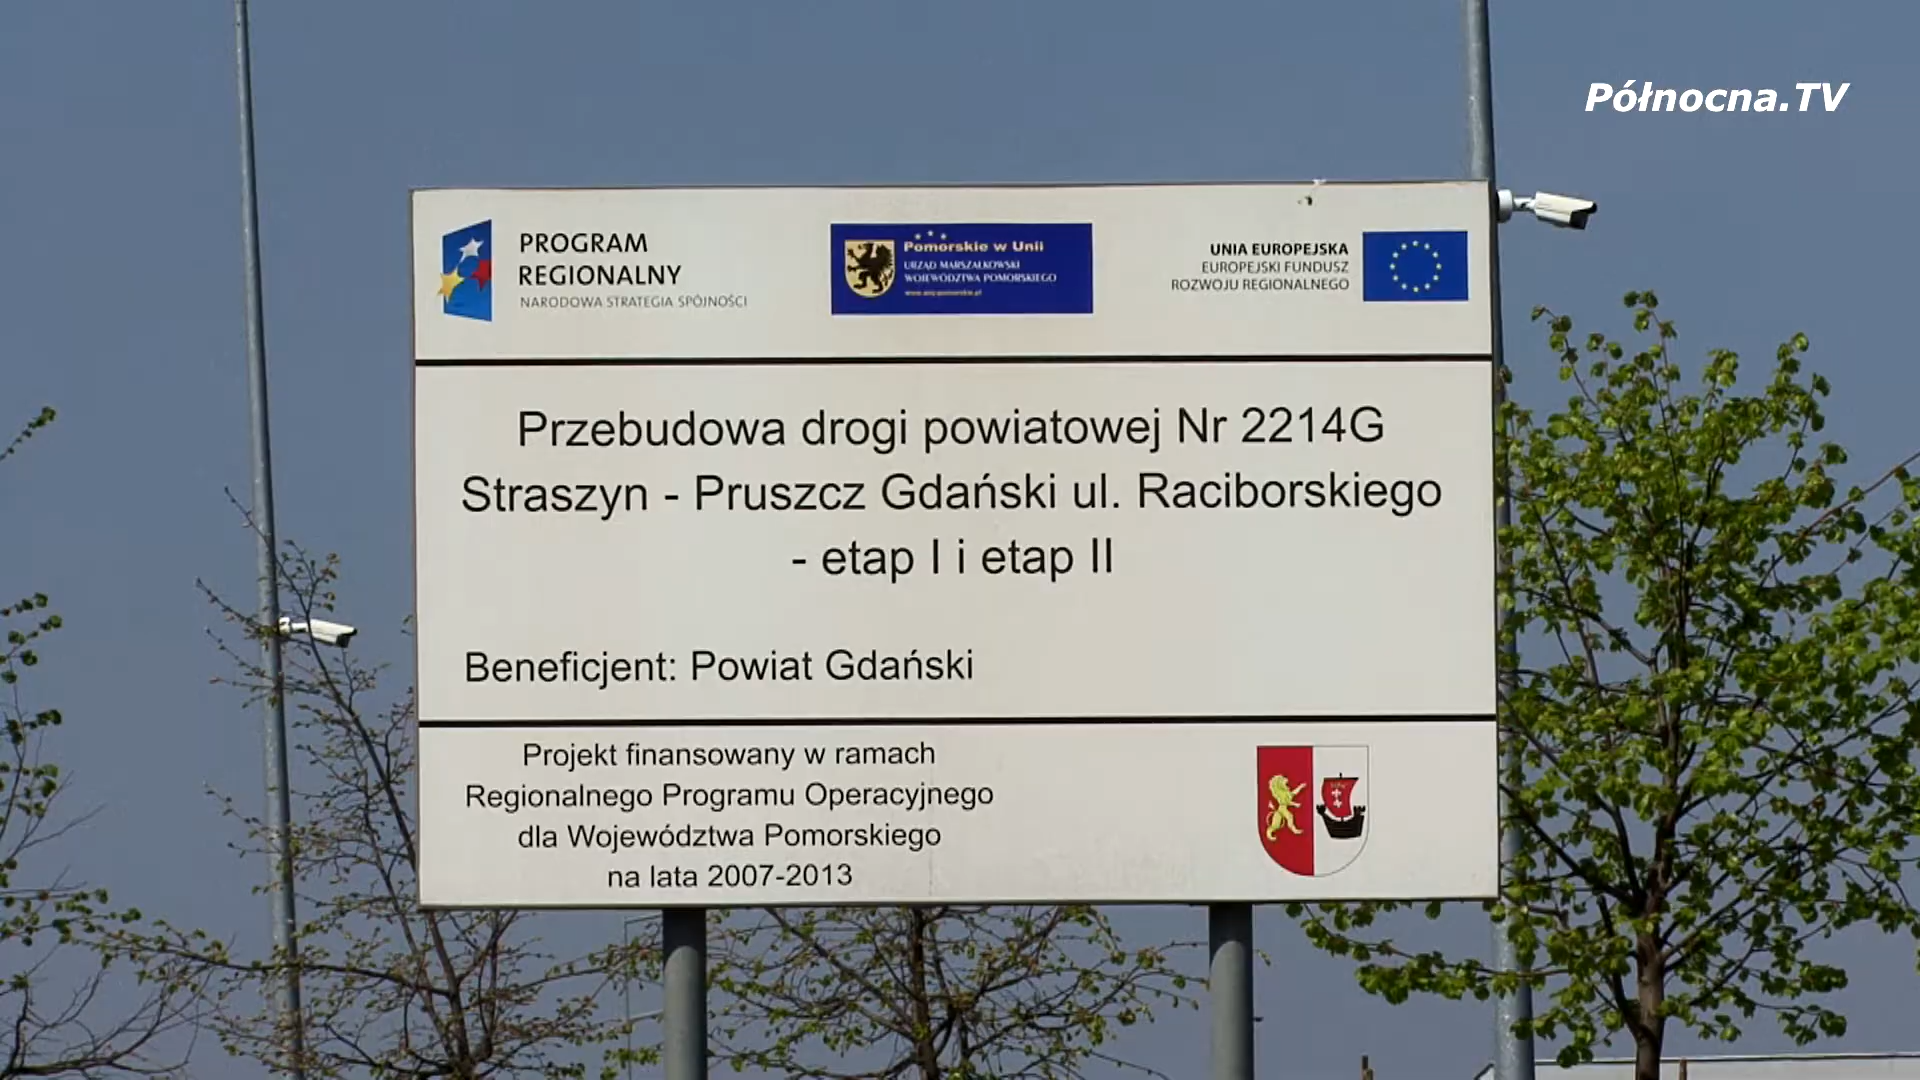 Północna.TV
PROGRAM
REGIONALNY
NARODOWA STRATEGIA SPÓJNOŚCI
Pomorskie w Unii
URZĄD MARSZAŁKOWSKI
WOJEWÓDZTWA POMORSKIEGO
UNIA EUROPEJSKA
EUROPEJSKI FUNDUSZ
ROZWOJU REGIONALNEGO
Przebudowa drogi powiatowej Nr 2214G
Straszyn - Pruszcz Gdański ul. Raciborskiego
- etap I i etap II
Beneficjent: Powiat Gdański
Projekt finansowany w ramach
Regionalnego Programu Operacyjnego
dla Województwa Pomorskiego
na lata 2007-2013